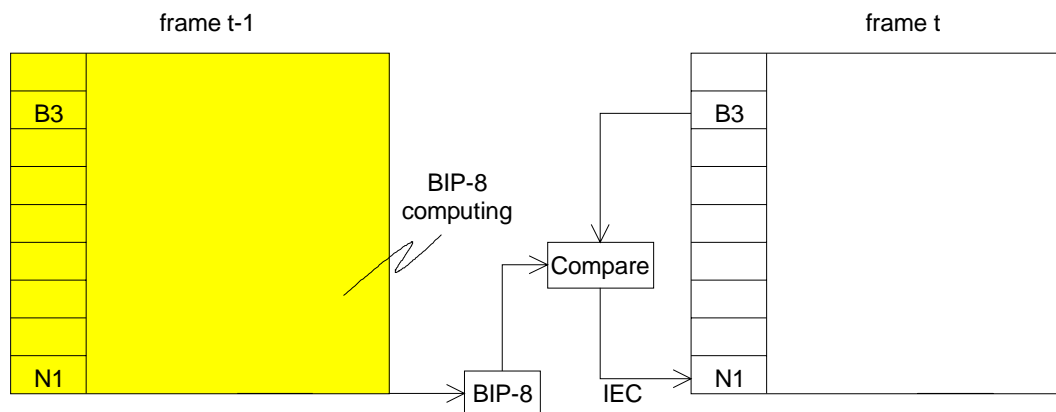 frame t-1
frame t
B3
B3
BIP-8
computing
Compare
N1
BIP-8
IEC
N1